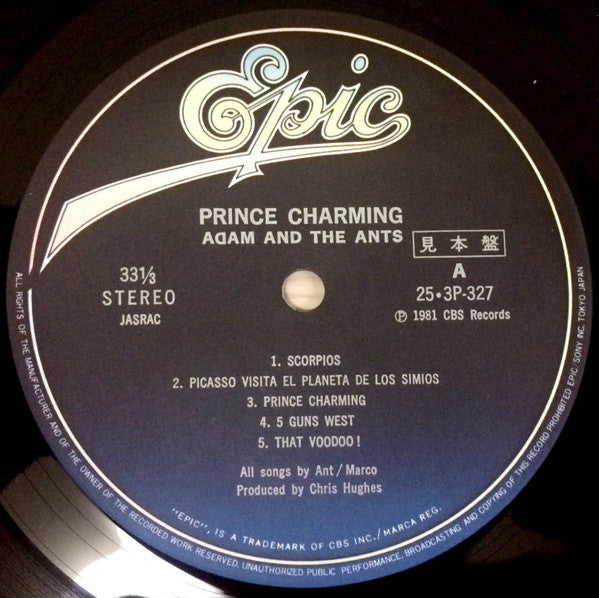 Epic
PRINCE CHARMING
ADAM AND THE ANTS
見本盤
33⅓
STEREO
JASRAC
A
25・3P-327
Ⓟ 1981 CBS Records
1. SCORPIOS
2. PICASSO VISITA EL PLANETA DE LOS SIMIOS
3. PRINCE CHARMING
4. 5 GUNS WEST
5. THAT VOODOO!
All songs by Ant/Marco
Produced by Chris Hughes
"EPIC", IS A TRADEMARK OF CBS INC./MARCA REG.
ALL RIGHTS OF THE MANUFACTURER AND OF THE OWNER OF THE RECORDED WORK RESERVED. UNAUTHORIZED PUBLIC PERFORMANCE, BROADCASTING AND COPYING OF THIS RECORD PROHIBITED EPIC/SONY INC. TOKYO JAPAN